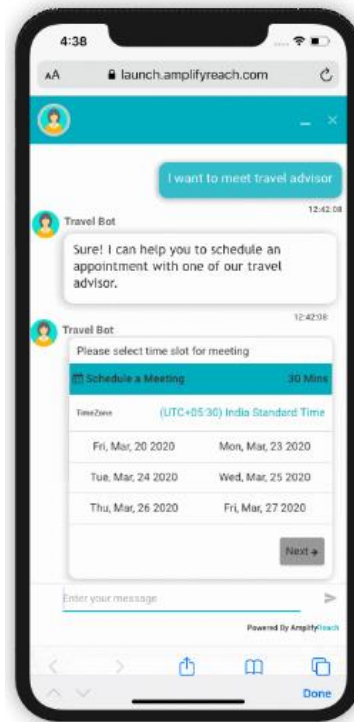 4:38
AA launch.amplifyreach.com
I want to meet travel advisor
12:42:08
Travel Bot
Sure! I can help you to schedule an
appointment with one of our travel
advisor.
12:42:08
Travel Bot
Please select time slot for meeting
Schedule a Meeting 30 Mins
TimeZone (UTC+05:30) India Standard Time
Fri, Mar, 20 2020 Mon, Mar, 23 2020
Tue, Mar, 24 2020 Wed, Mar, 25 2020
Thu, Mar, 26 2020 Fri, Mar, 27 2020
Next
Enter your message
Powered By AmplifyReach
Done